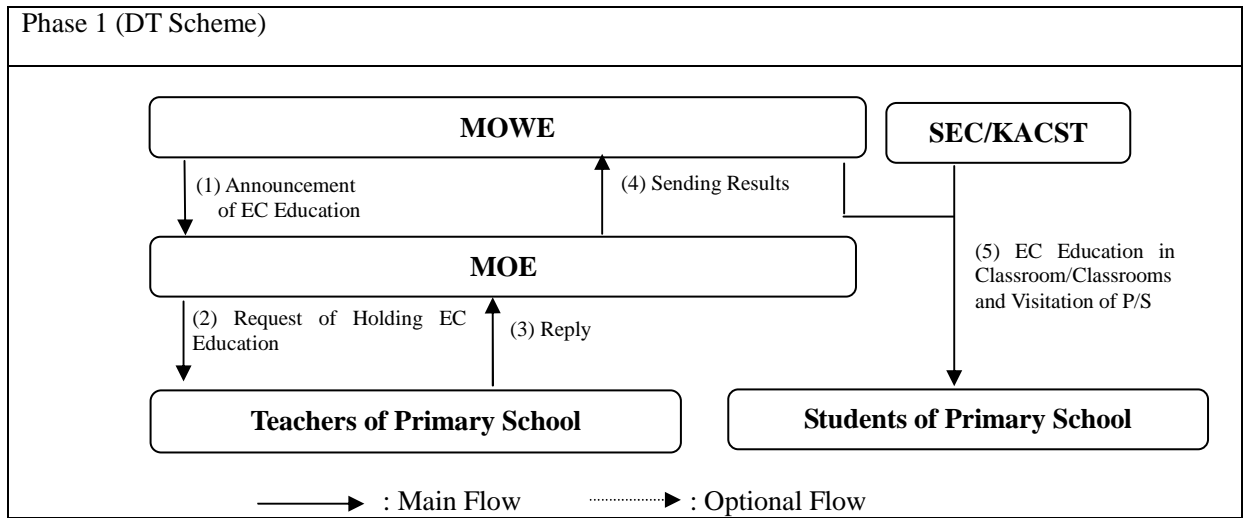 Phase 1 (DT Scheme)
MOWE
SEC/KACST
(1) Announcement
of EC Education
(4) Sending Results
MOE
(5) EC Education in
Classroom/Classrooms
and Visitation of P/S
(2) Request of Holding EC
Education
(3) Reply
Teachers of Primary School
Students of Primary School
: Main Flow
: Optional Flow